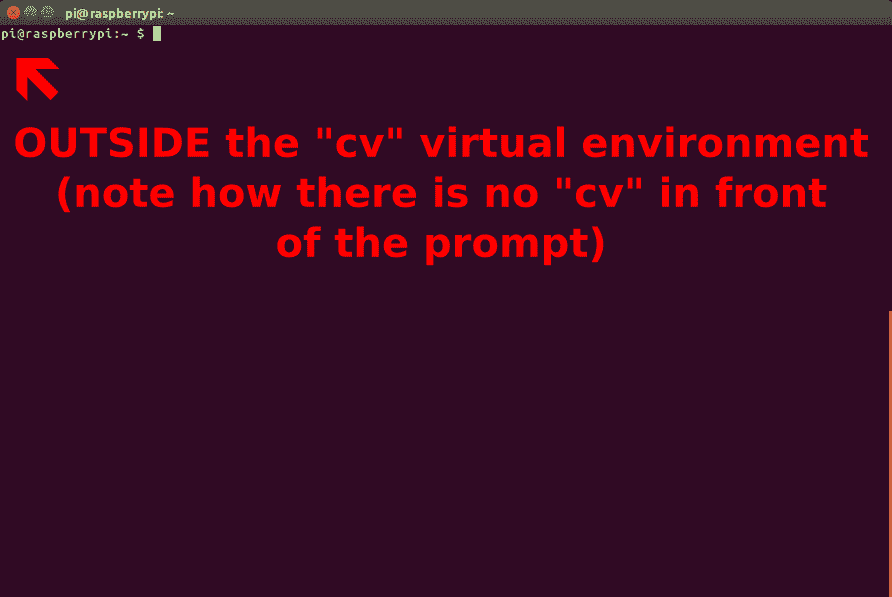 pi@raspberrypi: ~
pi@raspberrypi:~ $
OUTSIDE the "cv" virtual environment
(note how there is no "cv" in front
of the prompt)